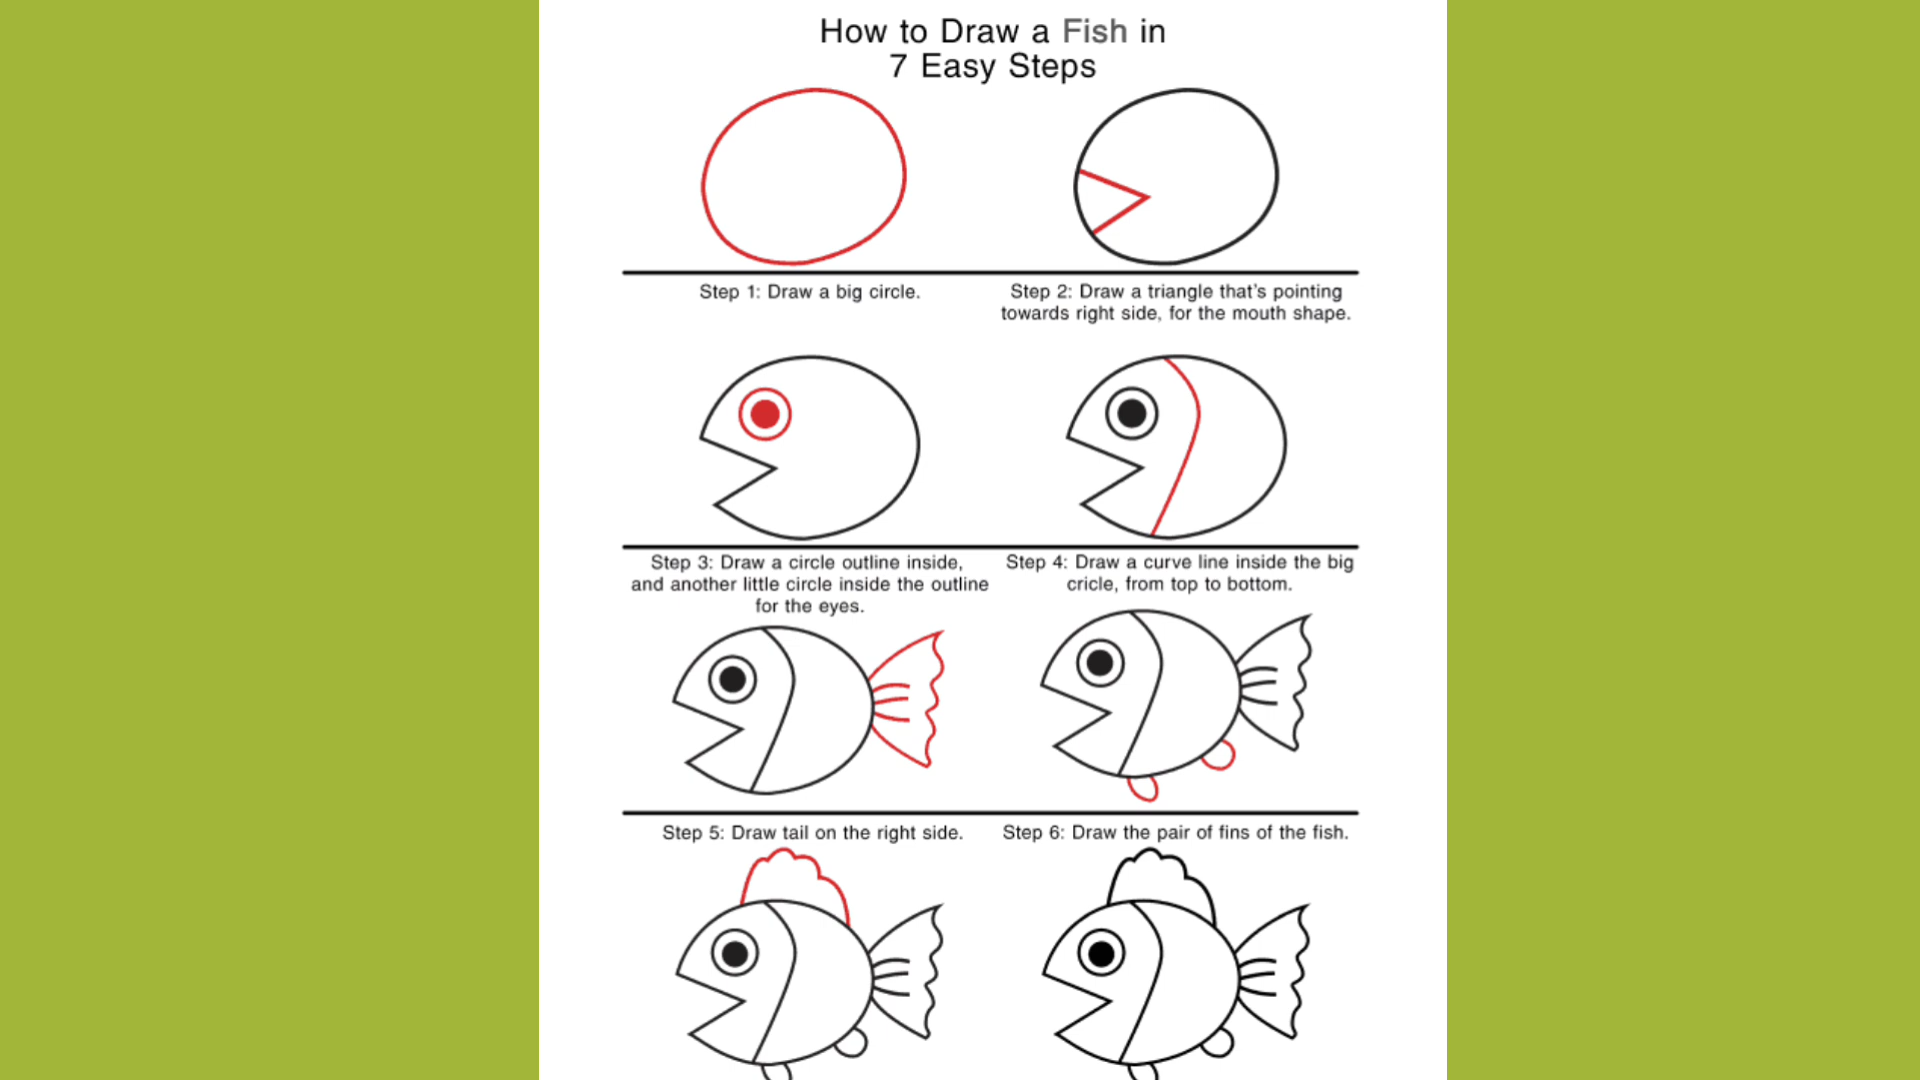 How to Draw a Fish in
7 Easy Steps
Step 1: Draw a big circle.
Step 2: Draw a triangle that's pointing
towards right side, for the mouth shape.
Step 3: Draw a circle outline inside,
and another little circle inside the outline
for the eyes.
Step 4: Draw a curve line inside the big
cricle, from top to bottom.
Step 5: Draw tail on the right side.
Step 6: Draw the pair of fins of the fish.